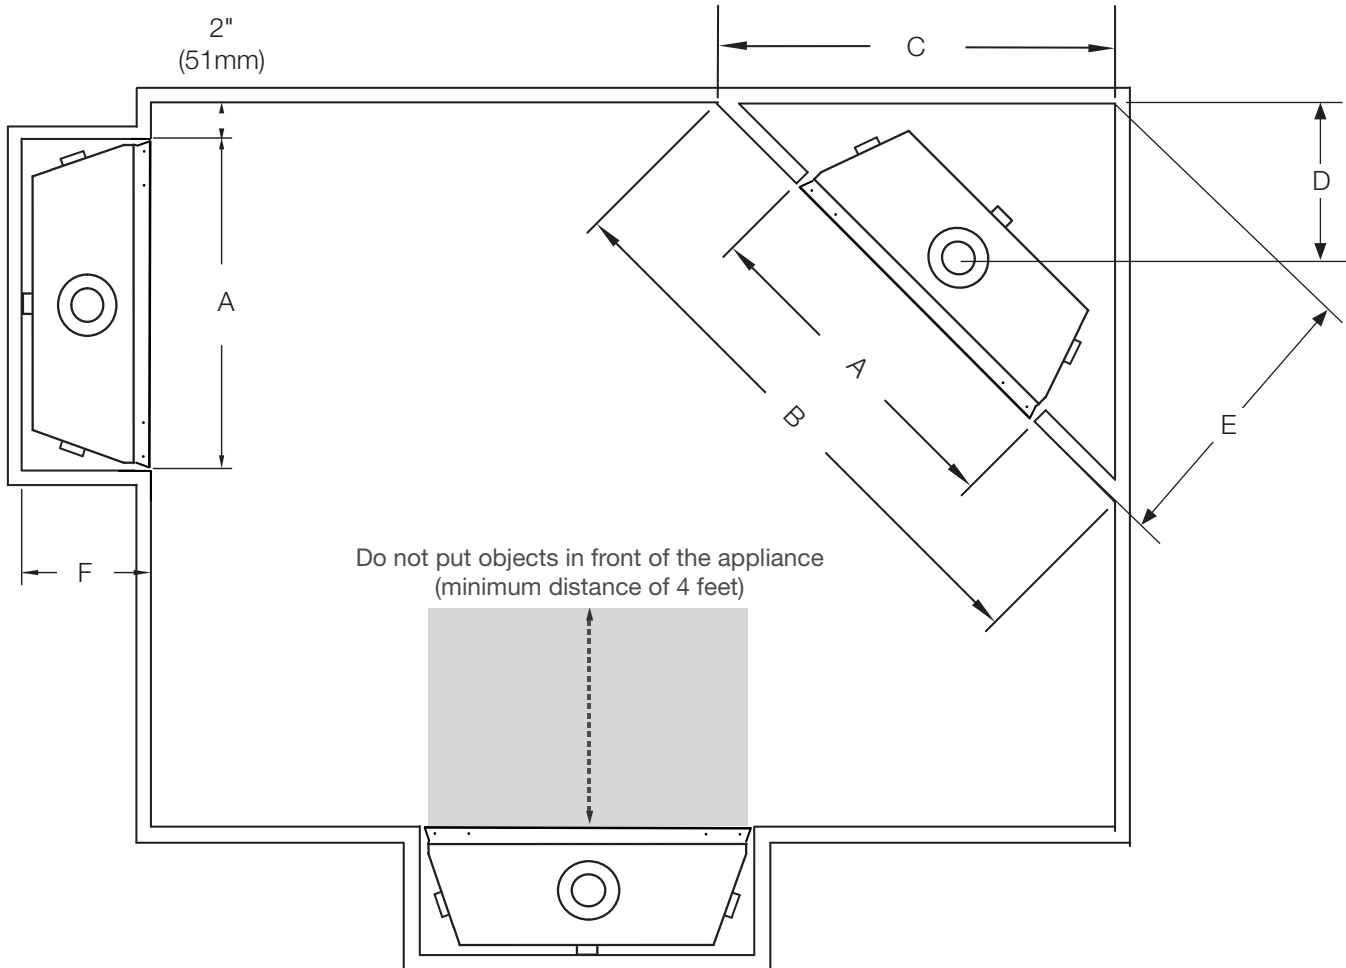 2"
(51mm)
C
D
A
A
B
E
F
Do not put objects in front of the appliance
(minimum distance of 4 feet)